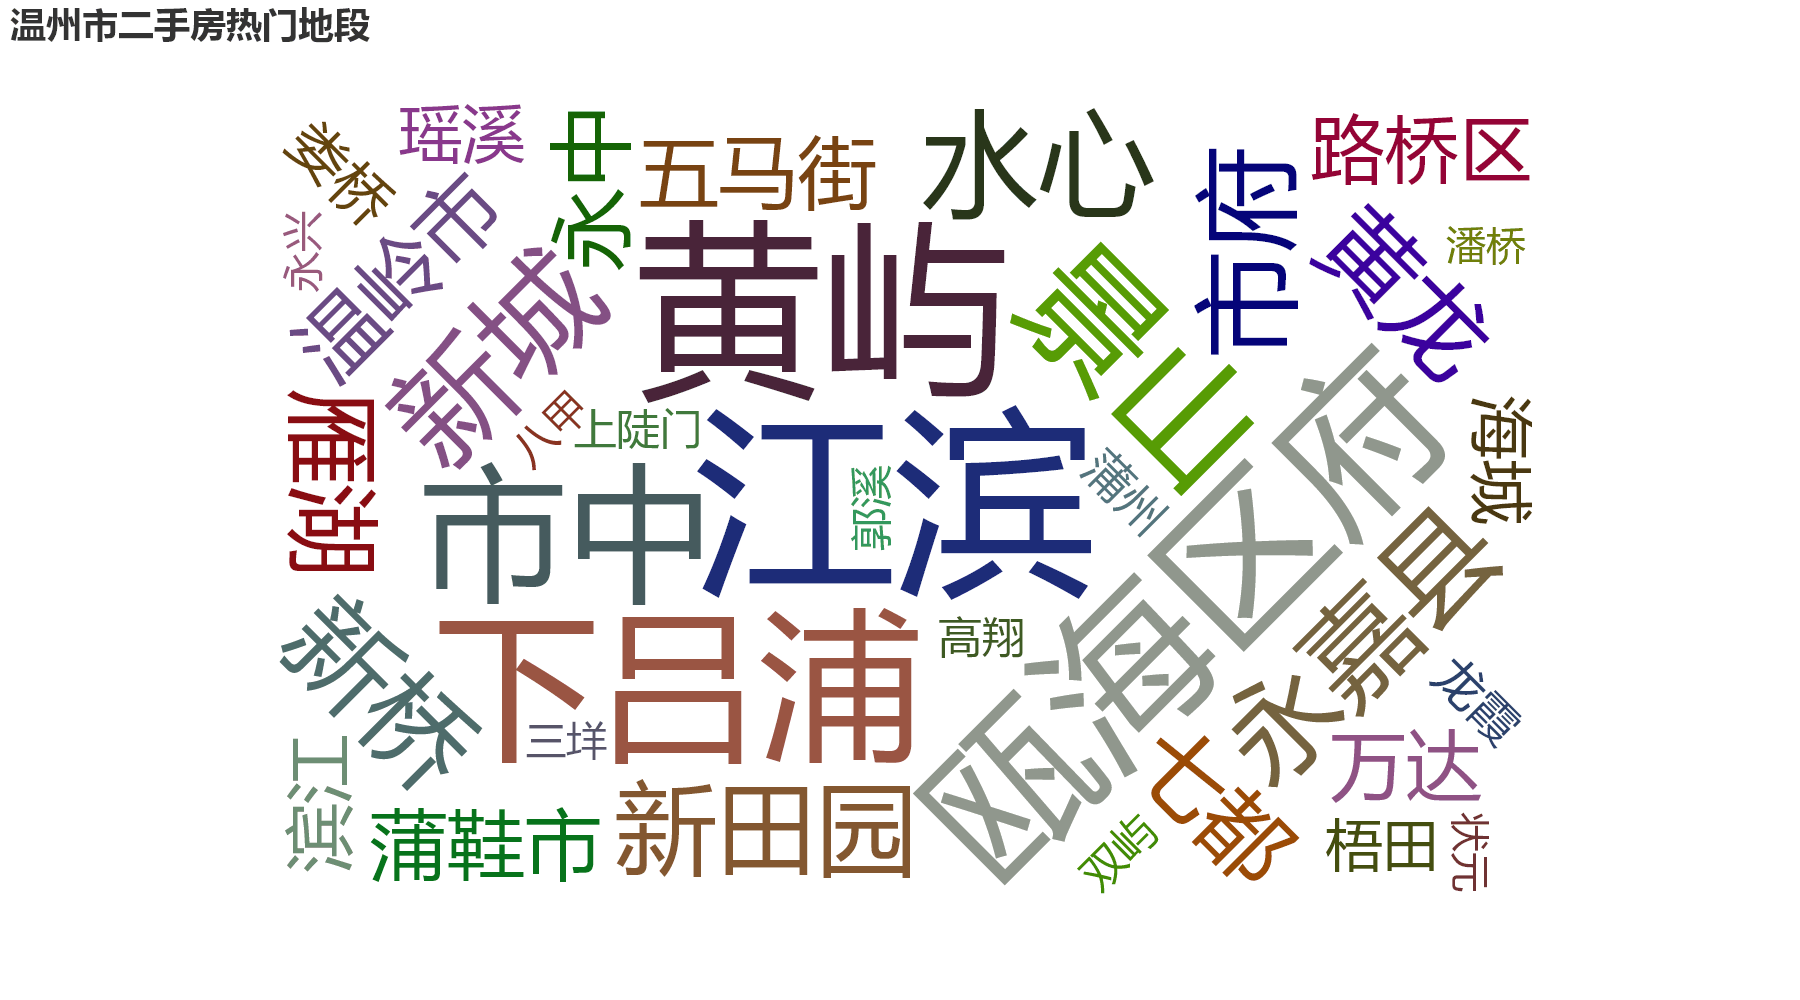 温州市二手房热门地段
娄桥
瑶溪
永中
五马街
水心
市府
路桥区
永兴
温岭市
新城
黄屿
瀑山
黄龙
潘桥
雁湖
八甲
上陡门
市中
江滨
郭溪
蒲州
瓯海区府
海城
永嘉县
新桥
下吕浦
三垟
高翔
龙霞
滨江
蒲鞋市
新田园
双屿
七都
万达
梧田
状元